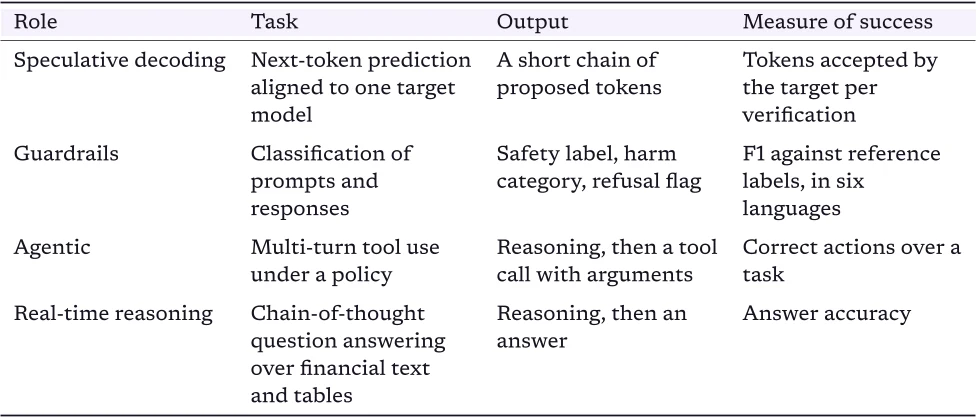 Role Task Output Measure of success
Speculative decoding Next-token prediction A short chain of Tokens accepted by
aligned to one target proposed tokens the target per
model verification
Guardrails Classification of Safety label, harm F1 against reference
prompts and category, refusal flag labels, in six
responses languages
Agentic Multi-turn tool use Reasoning, then a tool Correct actions over a
under a policy call with arguments task
Real-time reasoning Chain-of-thought Reasoning, then an Answer accuracy
question answering answer
over financial text
and tables